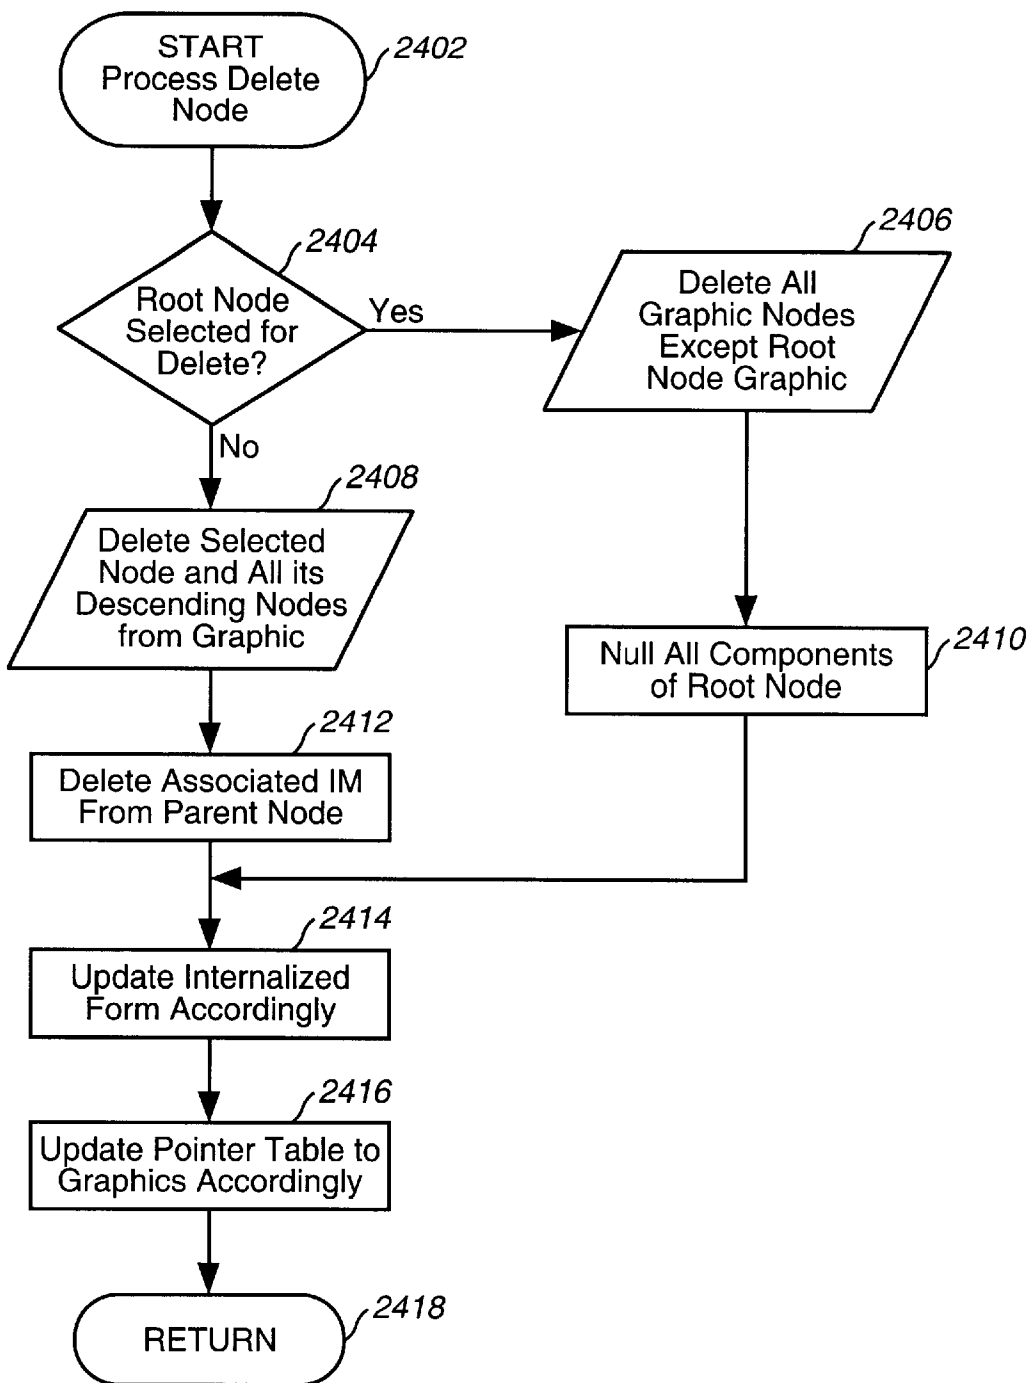 START
Process Delete
Node
2402
2404
Root Node
Selected for
Delete?
Yes
No
2406
Delete All
Graphic Nodes
Except Root
Node Graphic
2408
Delete Selected
Node and All its
Descending Nodes
from Graphic
2410
Null All Components
of Root Node
2412
Delete Associated IM
From Parent Node
2414
Update Internalized
Form Accordingly
2416
Update Pointer Table to
Graphics Accordingly
2418
RETURN